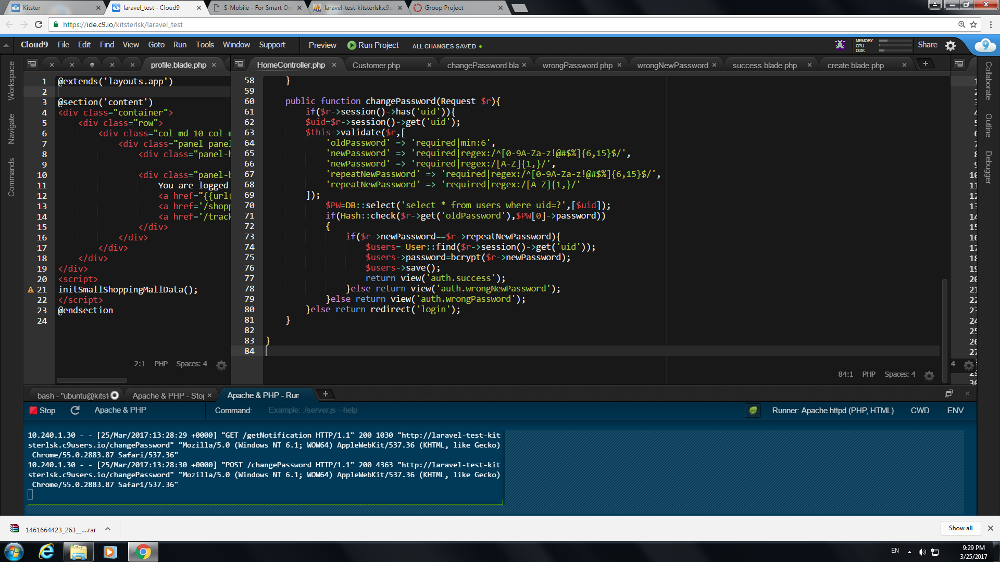 Kitster
laravel_test - Cloud9
S-Mobile - For Smart On
laravel-test-kitsterlsk.c9u
Group Project
https://ide.c9.io/kitsterlsk/laravel_test
Cloud9 File Edit Find View Goto Run Tools Window Support Preview Run Project ALL CHANGES SAVED
MEMORY
CPU
DISK
Share
Workspace
Navigate
Commands
profile.blade.php
1 @extends('layouts.app')
2
3 @section('content')
4 <div class="container">
5 <div class="row">
6 <div class="col-md-10 col-m
7 <div class="panel pane
8 <div class="panel-h
9
10 <div class="panel-b
11 You are logged
12 <a href="{{url(
13 <a href='/shopp
14 <a href='/track
15 </div>
16 </div>
17 </div>
18 </div>
19 </div>
20 <script>
21 initSmallShoppingMallData();
22 </script>
23 @endsection
24
2:1 PHP Spaces: 4
HomeController.php
Customer.php
changePassword.bla
wrongPassword.php
wrongNewPassword
success.blade.php
create.blade.php
58 }
59
60 public function changePassword(Request $r){
61 if($r->session()->has('uid')){
62 $uid=$r->session()->get('uid');
63 $this->validate($r,[
64 'oldPassword' => 'required|min:6',
65 'newPassword' => 'required|regex:/^[0-9A-Za-z!@#$%]{6,15}$/',
66 'newPassword' => 'required|regex:/[A-Z]{1,}/',
67 'repeatNewPassword' => 'required|regex:/^[0-9A-Za-z!@#$%]{6,15}$/',
68 'repeatNewPassword' => 'required|regex:/[A-Z]{1,}/'
69 ]);
70 $PW=DB::select('select * from users where uid=?',[$uid]);
71 if(Hash::check($r->get('oldPassword'),$PW[0]->password))
72 {
73 if($r->newPassword==$r->repeatNewPassword){
74 $users= User::find($r->session()->get('uid'));
75 $users->password=bcrypt($r->newPassword);
76 $users->save();
77 return view('auth.success');
78 }else return view('auth.wrongNewPassword');
79 }else return view('auth.wrongPassword');
80 }else return redirect('login');
81 }
82
83 }
84
84:1 PHP Spaces: 4
Collaborate
Outline
Debugger
bash - "ubuntu@kitst
Apache & PHP - Stop
Apache & PHP - Run
Stop Apache & PHP Command: Example: ./server.js --help Runner: Apache httpd (PHP, HTML) CWD ENV
10.240.1.30 - - [25/Mar/2017:13:28:29 +0000] "GET /getNotification HTTP/1.1" 200 1030 "http://laravel-test-kit
sterlsk.c9users.io/changePassword" "Mozilla/5.0 (Windows NT 6.1; WOW64) AppleWebKit/537.36 (KHTML, like Gecko)
Chrome/55.0.2883.87 Safari/537.36"
10.240.1.30 - - [25/Mar/2017:13:28:30 +0000] "POST /changePassword HTTP/1.1" 200 4363 "http://laravel-test-kit
sterlsk.c9users.io/changePassword" "Mozilla/5.0 (Windows NT 6.1; WOW64) AppleWebKit/537.36 (KHTML, like Gecko)
Chrome/55.0.2883.87 Safari/537.36"
1461664423_263__....rar
Show all
EN
9:29 PM
3/25/2017